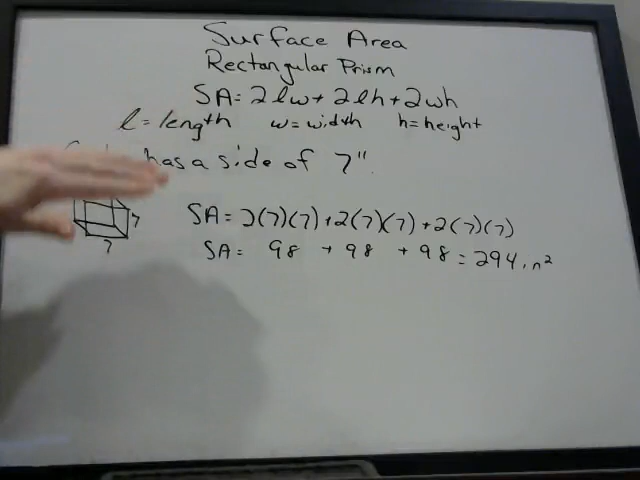 Surface Area
Rectangular Prism
SA = 2lw + 2lh + 2wh
l = length w = width h = height
has a side of 7".
7
7
SA = 2(7)(7) + 2(7)(7) + 2(7)(7)
SA = 98 + 98 + 98 = 294 in²